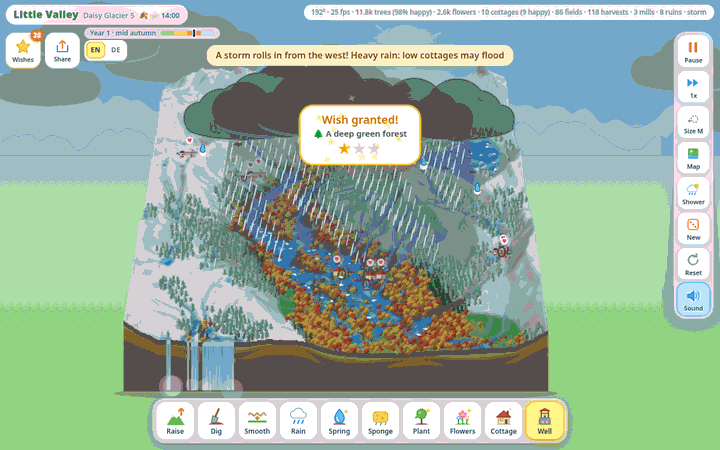 Little Valley Daisy Glacier 5 14:00
192² · 25 fps · 11.8k trees (98% happy) · 2.6k flowers · 10 cottages (9 happy) · 86 fields · 118 harvests · 3 mills · 8 ruins · storm
Year 1 · mid autumn
28
Wishes
Share
EN
DE
A storm rolls in from the west! Heavy rain: low cottages may flood
Wish granted!
A deep green forest
Pause
1x
Size M
Map
Shower
New
Reset
Sound
Raise
Dig
Smooth
Rain
Spring
Sponge
Plant
Flowers
Cottage
Well